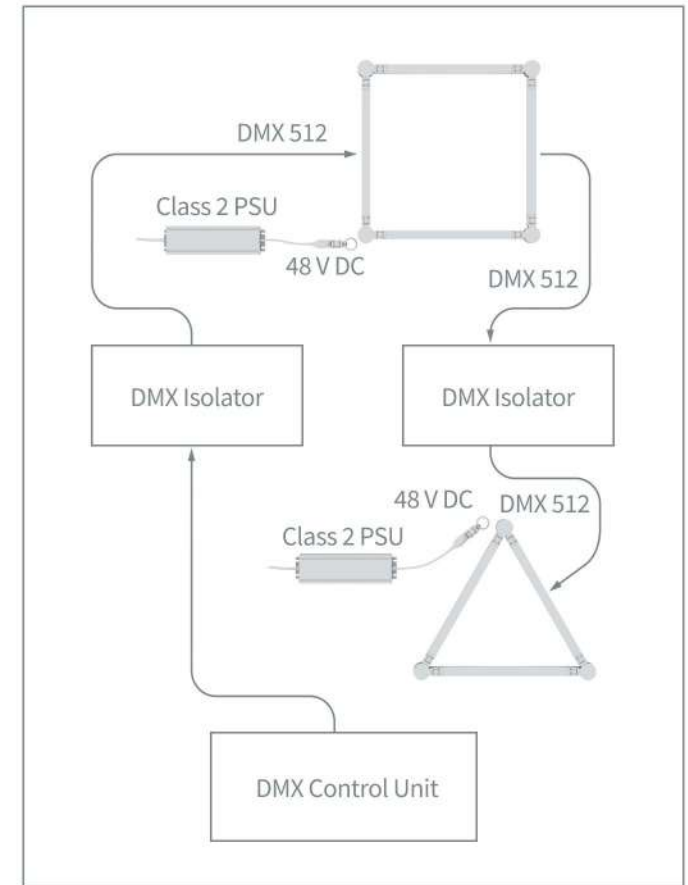 DMX 512
Class 2 PSU
48 V DC
DMX 512
DMX Isolator
DMX Isolator
48 V DC
DMX 512
Class 2 PSU
DMX Control Unit